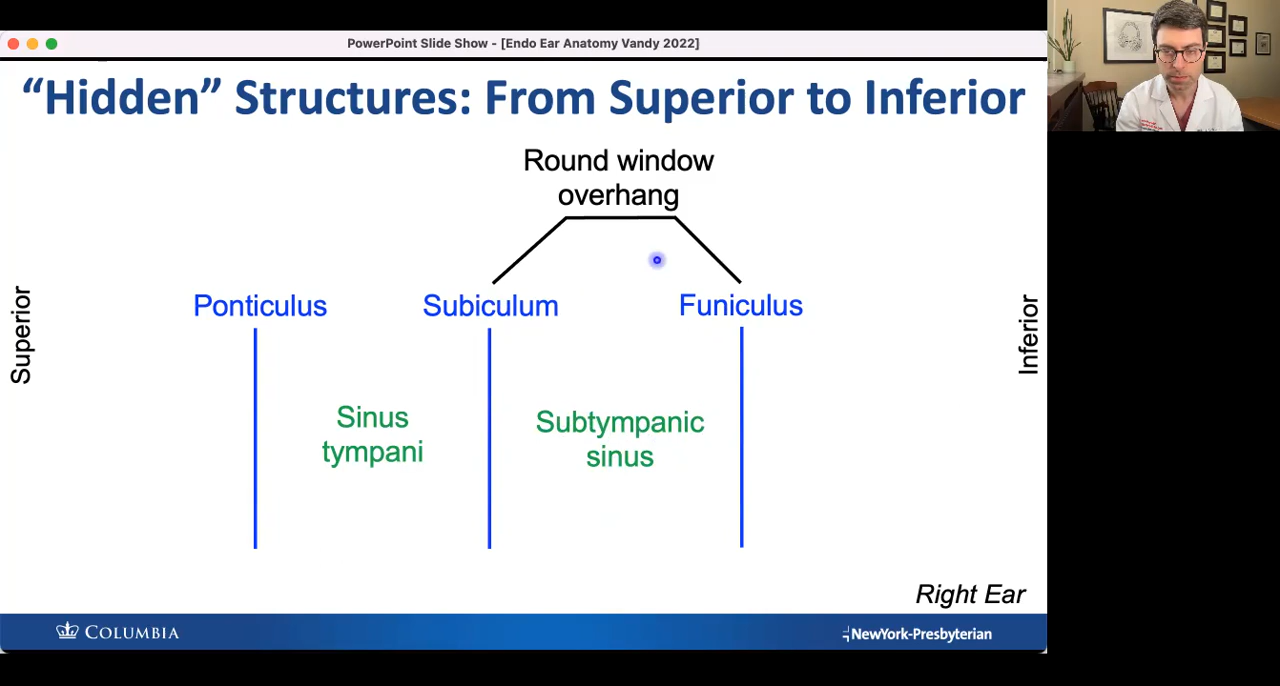 PowerPoint Slide Show - [Endo Ear Anatomy Vandy 2022]
“Hidden” Structures: From Superior to Inferior
Round window
overhang
Superior
Ponticulus
Subiculum
Funiculus
Inferior
Sinus
tympani
Subtympanic
sinus
Right Ear
COLUMBIA
NewYork-Presbyterian